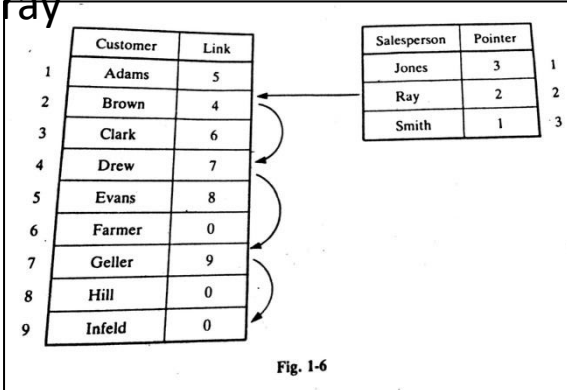 ray
Customer Link
1 Adams 5
2 Brown 4
3 Clark 6
4 Drew 7
5 Evans 8
6 Farmer 0
7 Geller 9
8 Hill 0
9 Infeld 0
Salesperson Pointer
Jones 3 1
Ray 2 2
Smith 1 3
Fig. 1-6